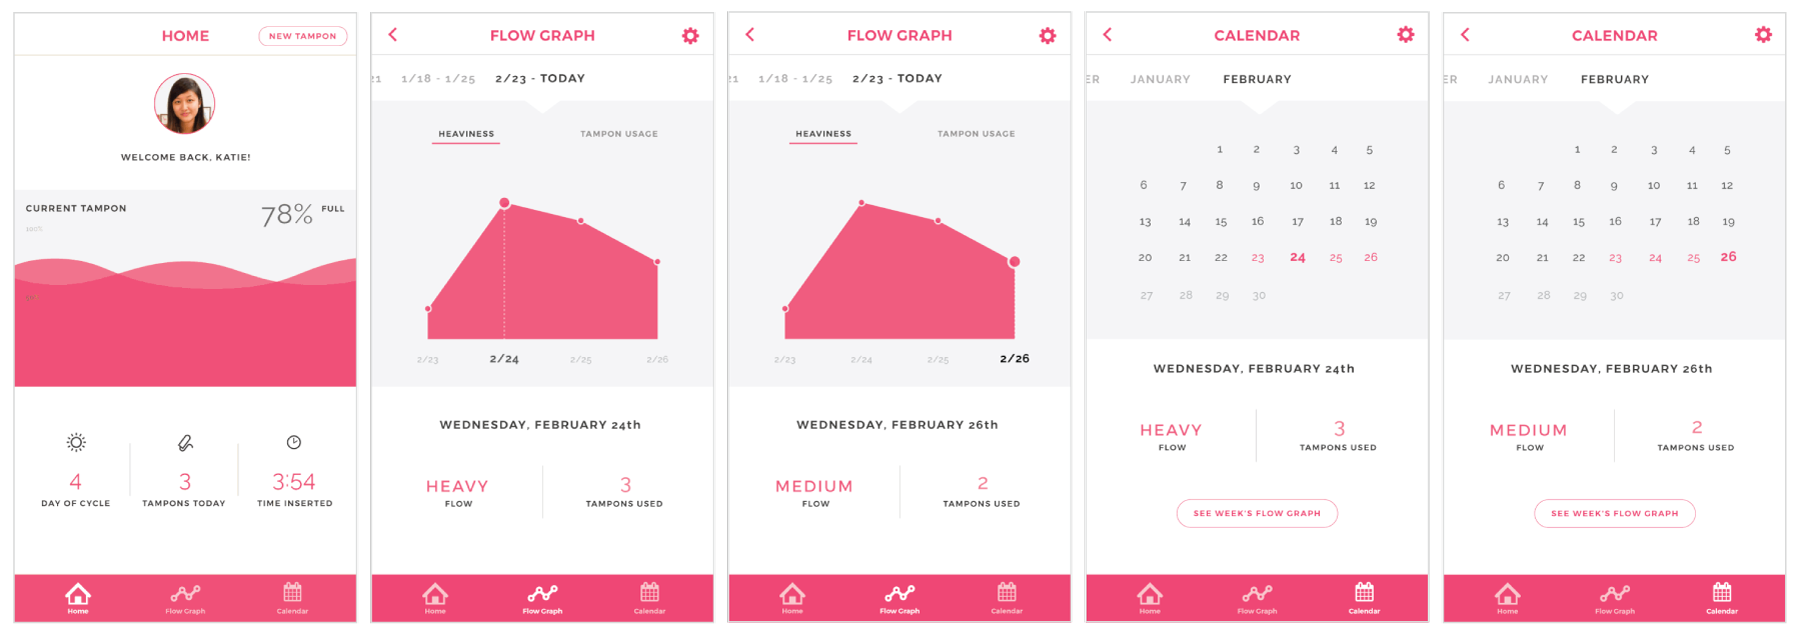 HOME
NEW TAMPON
WELCOME BACK, KATIE!
CURRENT TAMPON
78% FULL
100%
4
3
3:54
DAY OF CYCLE
TAMPONS TODAY
TIME INSERTED
Home
Flow Graph
Calendar
FLOW GRAPH
21 1/18 - 1/25 2/23 - TODAY
HEAVINESS
TAMPON USAGE
2/23 2/24 2/25 2/26
WEDNESDAY, FEBRUARY 24th
HEAVY
3
FLOW
TAMPONS USED
Home
Flow Graph
Calendar
FLOW GRAPH
21 1/18 - 1/25 2/23 - TODAY
HEAVINESS
TAMPON USAGE
2/23 2/24 2/25 2/26
WEDNESDAY, FEBRUARY 26th
MEDIUM
2
FLOW
TAMPONS USED
Home
Flow Graph
Calendar
CALENDAR
ER JANUARY FEBRUARY
1 2 3 4 5
6 7 8 9 10 11 12
13 14 15 16 17 18 19
20 21 22 23 24 25 26
27 28 29 30
WEDNESDAY, FEBRUARY 24th
HEAVY
3
FLOW
TAMPONS USED
SEE WEEK'S FLOW GRAPH
Home
Flow Graph
Calendar
CALENDAR
ER JANUARY FEBRUARY
1 2 3 4 5
6 7 8 9 10 11 12
13 14 15 16 17 18 19
20 21 22 23 24 25 26
27 28 29 30
WEDNESDAY, FEBRUARY 26th
MEDIUM
2
FLOW
TAMPONS USED
SEE WEEK'S FLOW GRAPH
Home
Flow Graph
Calendar